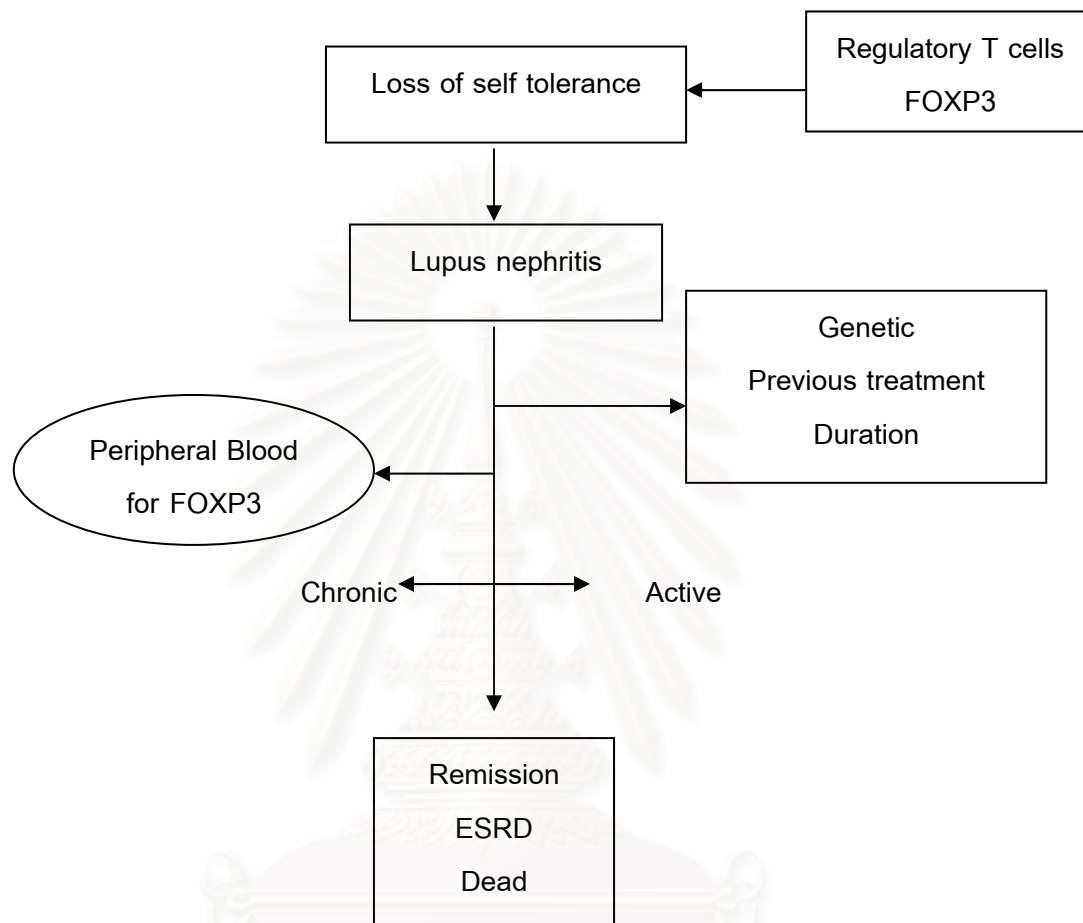 Regulatory T cells
FOXP3
Loss of self tolerance
Lupus nephritis
Genetic
Previous treatment
Duration
Peripheral Blood
for FOXP3
Chronic
Active
Remission
ESRD
Dead